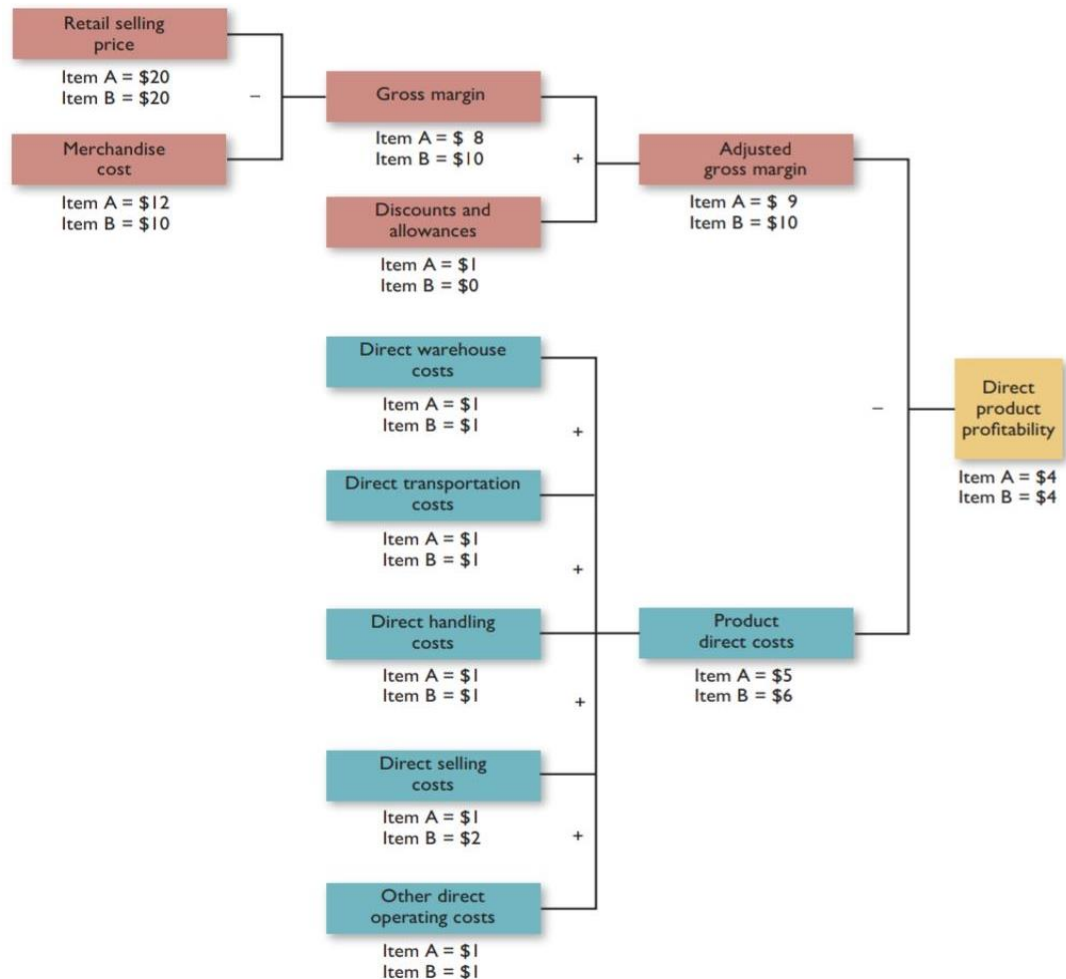 Retail selling
price
Item A = $20
Item B = $20
–
Merchandise
cost
Item A = $12
Item B = $10
Gross margin
Item A = $ 8
Item B = $10
+
Discounts and
allowances
Item A = $1
Item B = $0
Adjusted
gross margin
Item A = $ 9
Item B = $10
Direct warehouse
costs
Item A = $1
Item B = $1
+
Direct transportation
costs
Item A = $1
Item B = $1
+
Direct handling
costs
Item A = $1
Item B = $1
+
Direct selling
costs
Item A = $1
Item B = $2
+
Other direct
operating costs
Item A = $1
Item B = $1
Product
direct costs
Item A = $5
Item B = $6
–
Direct
product
profitability
Item A = $4
Item B = $4